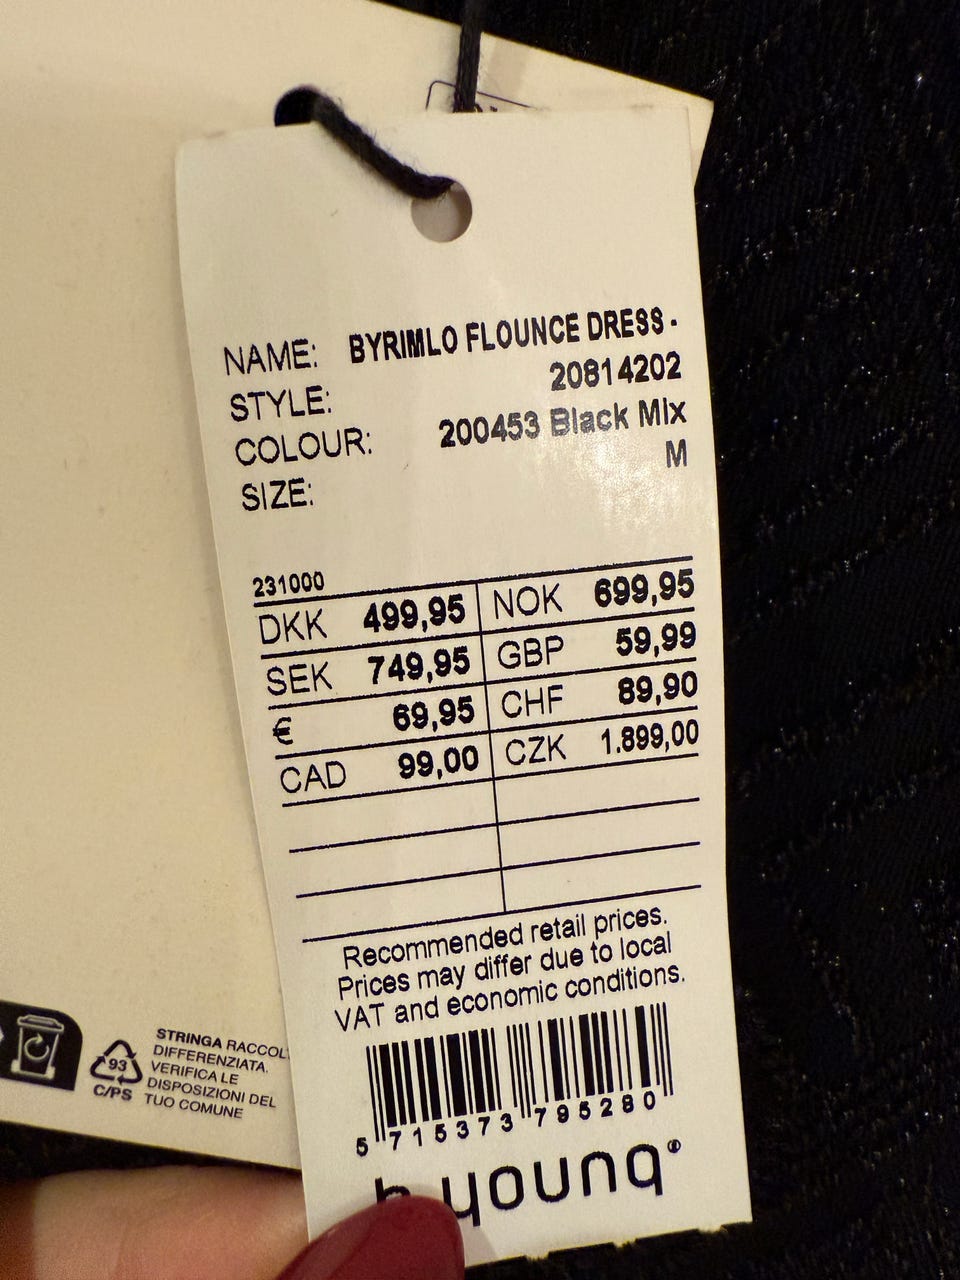 NAME: BYRIMLO FLOUNCE DRESS -
STYLE: 20814202
COLOUR: 200453 Black Mix
SIZE: M
231000
DKK 499,95 NOK 699,95
SEK 749,95 GBP 59,99
€ 69,95 CHF 89,90
CAD 99,00 CZK 1.899,00
Recommended retail prices.
Prices may differ due to local
VAT and economic conditions.
5 715373 795280
b.young®
93
C/PS
STRINGA RACCOL
DIFFERENZIATA.
VERIFICA LE
DISPOSIZIONI DEL
TUO COMUNE